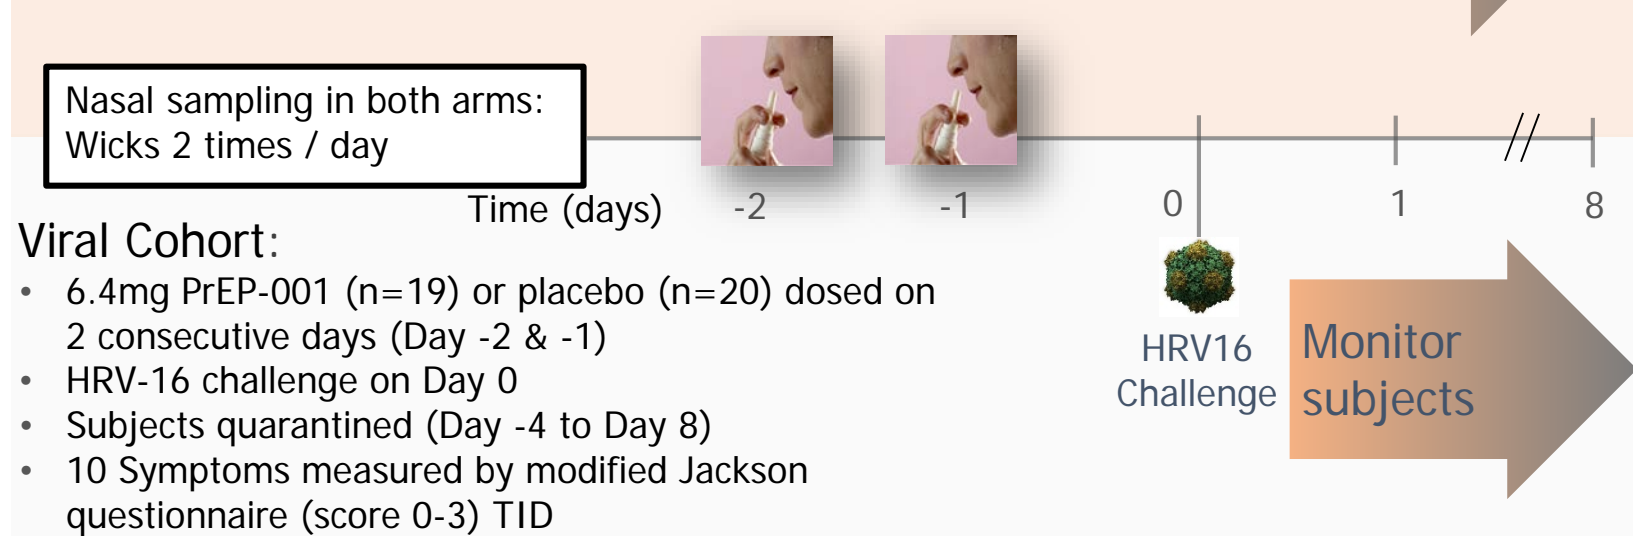 Nasal sampling in both arms:
Wicks 2 times / day
Time (days)
-2
-1
0
1
8
Viral Cohort:
• 6.4mg PrEP-001 (n=19) or placebo (n=20) dosed on
2 consecutive days (Day -2 & -1)
• HRV-16 challenge on Day 0
• Subjects quarantined (Day -4 to Day 8)
• 10 Symptoms measured by modified Jackson
questionnaire (score 0-3) TID
HRV16
Challenge
Monitor
subjects